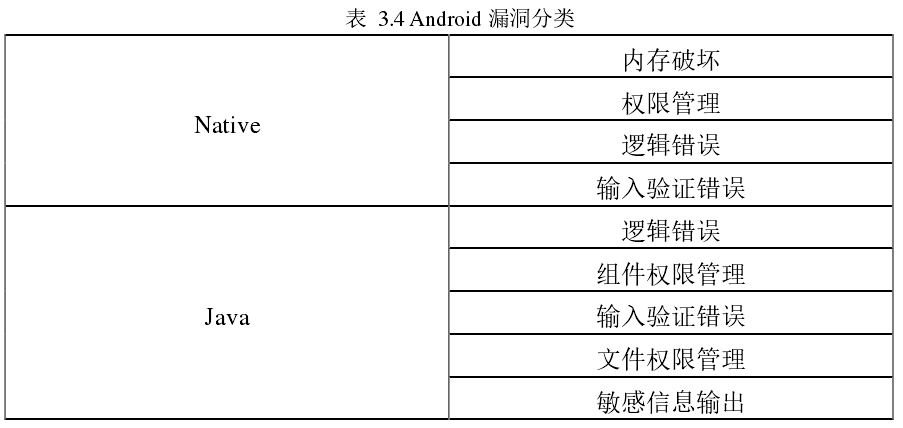 表 3.4 Android 漏洞分类
Native
内存破坏
权限管理
逻辑错误
输入验证错误
Java
逻辑错误
组件权限管理
输入验证错误
文件权限管理
敏感信息输出